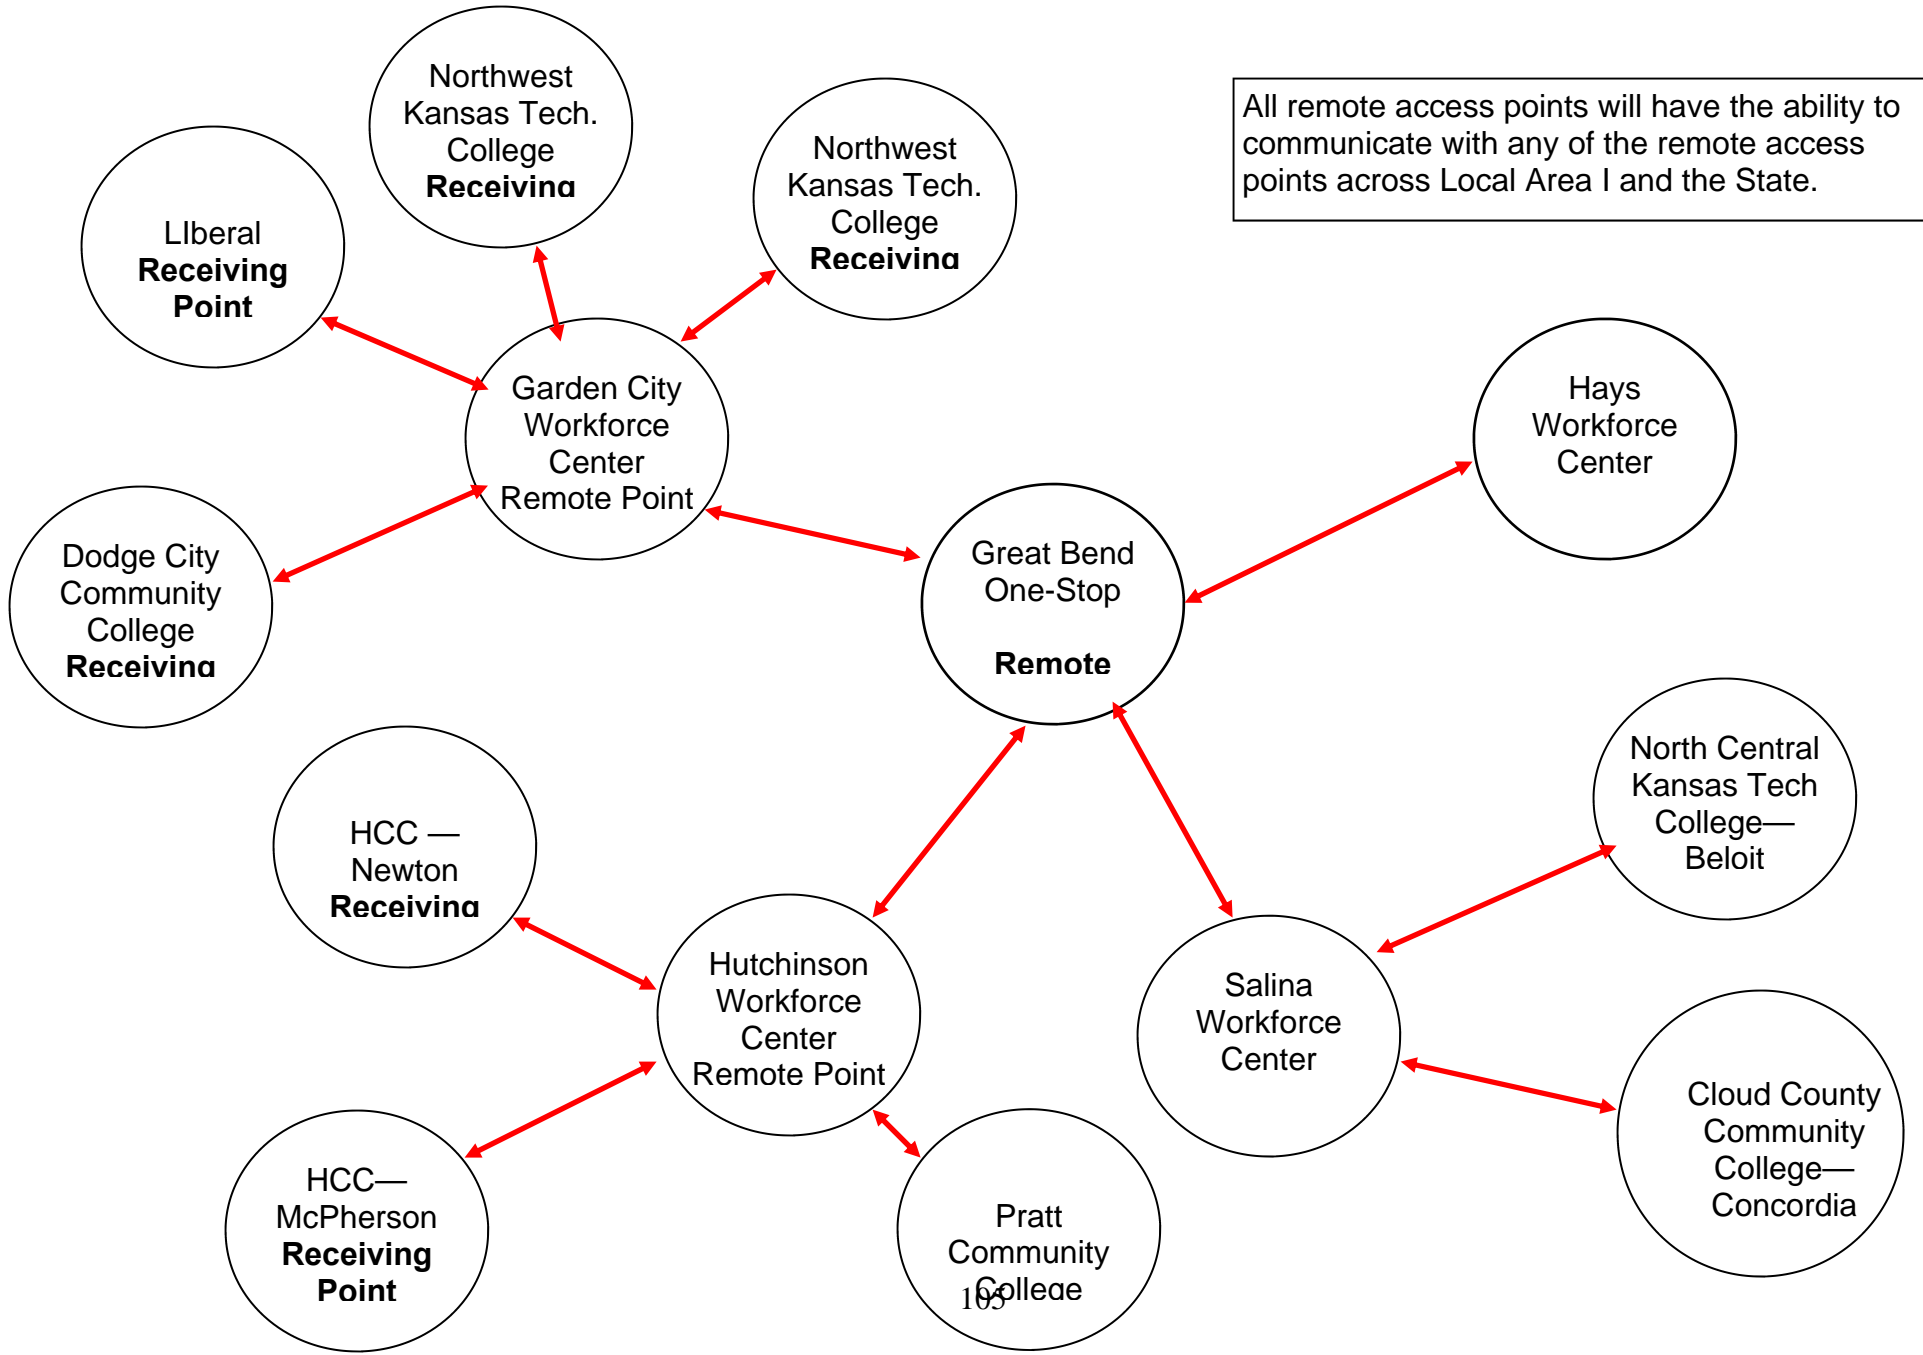 Northwest
Kansas Tech.
College
Receiving
Northwest
Kansas Tech.
College
Receiving
All remote access points will have the ability to
communicate with any of the remote access
points across Local Area I and the State.
LIberal
Receiving
Point
Garden City
Workforce
Center
Remote Point
Hays
Workforce
Center
Dodge City
Community
College
Receiving
Great Bend
One-Stop
Remote
North Central
Kansas Tech
College—
Beloit
HCC —
Newton
Receiving
Hutchinson
Workforce
Center
Remote Point
Salina
Workforce
Center
Cloud County
Community
College—
Concordia
HCC—
McPherson
Receiving
Point
Pratt
Community
College
105